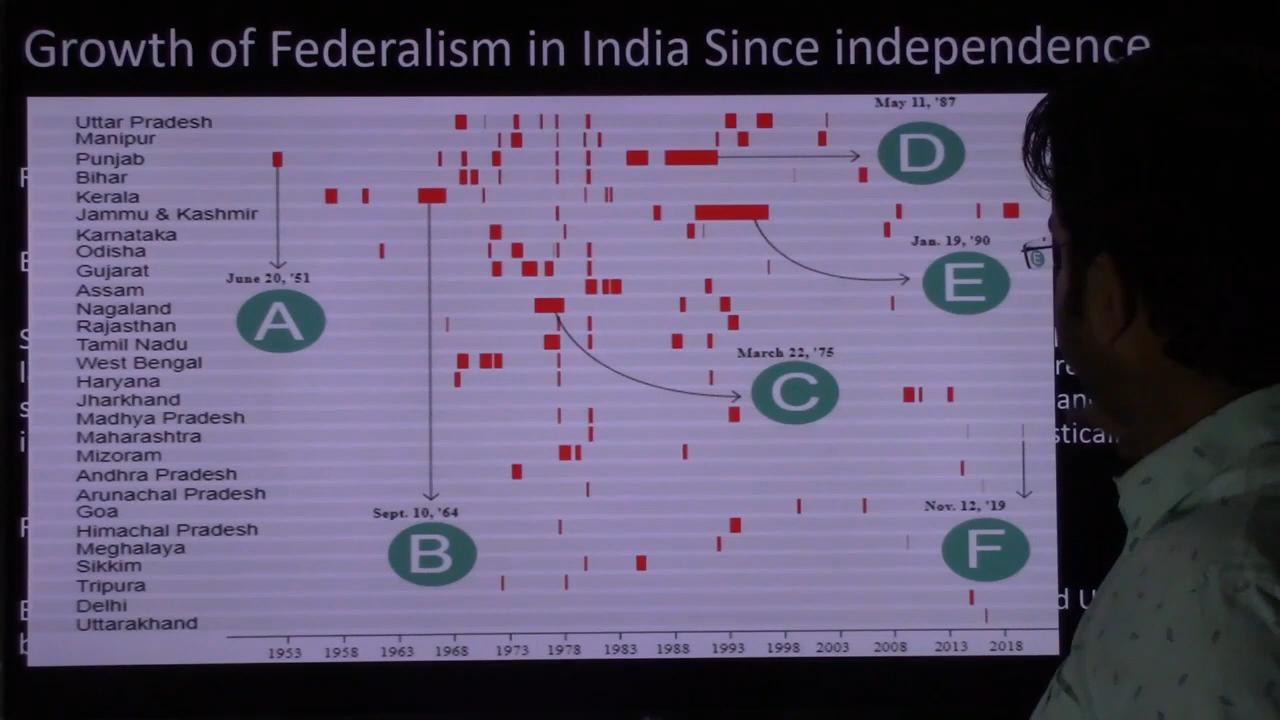 Growth of Federalism in India Since independence
May 11, '87
Uttar Pradesh
Manipur
D
Punjab
Bihar
Kerala
Jammu & Kashmir
Karnataka
Jan. 19, '90
Odisha
Gujarat
June 20, '51
E
Assam
Nagaland
A
Rajasthan
Tamil Nadu
March 22, '75
West Bengal
Haryana
C
Jharkhand
Madhya Pradesh
Maharashtra
Mizoram
Andhra Pradesh
Arunachal Pradesh
Goa
Sept. 10, '64
Nov. 12, '19
Himachal Pradesh
Meghalaya
B
F
Sikkim
Tripura
Delhi
Uttarakhand
1953 1958 1963 1968 1973 1978 1983 1988 1993 1998 2003 2008 2013 2018